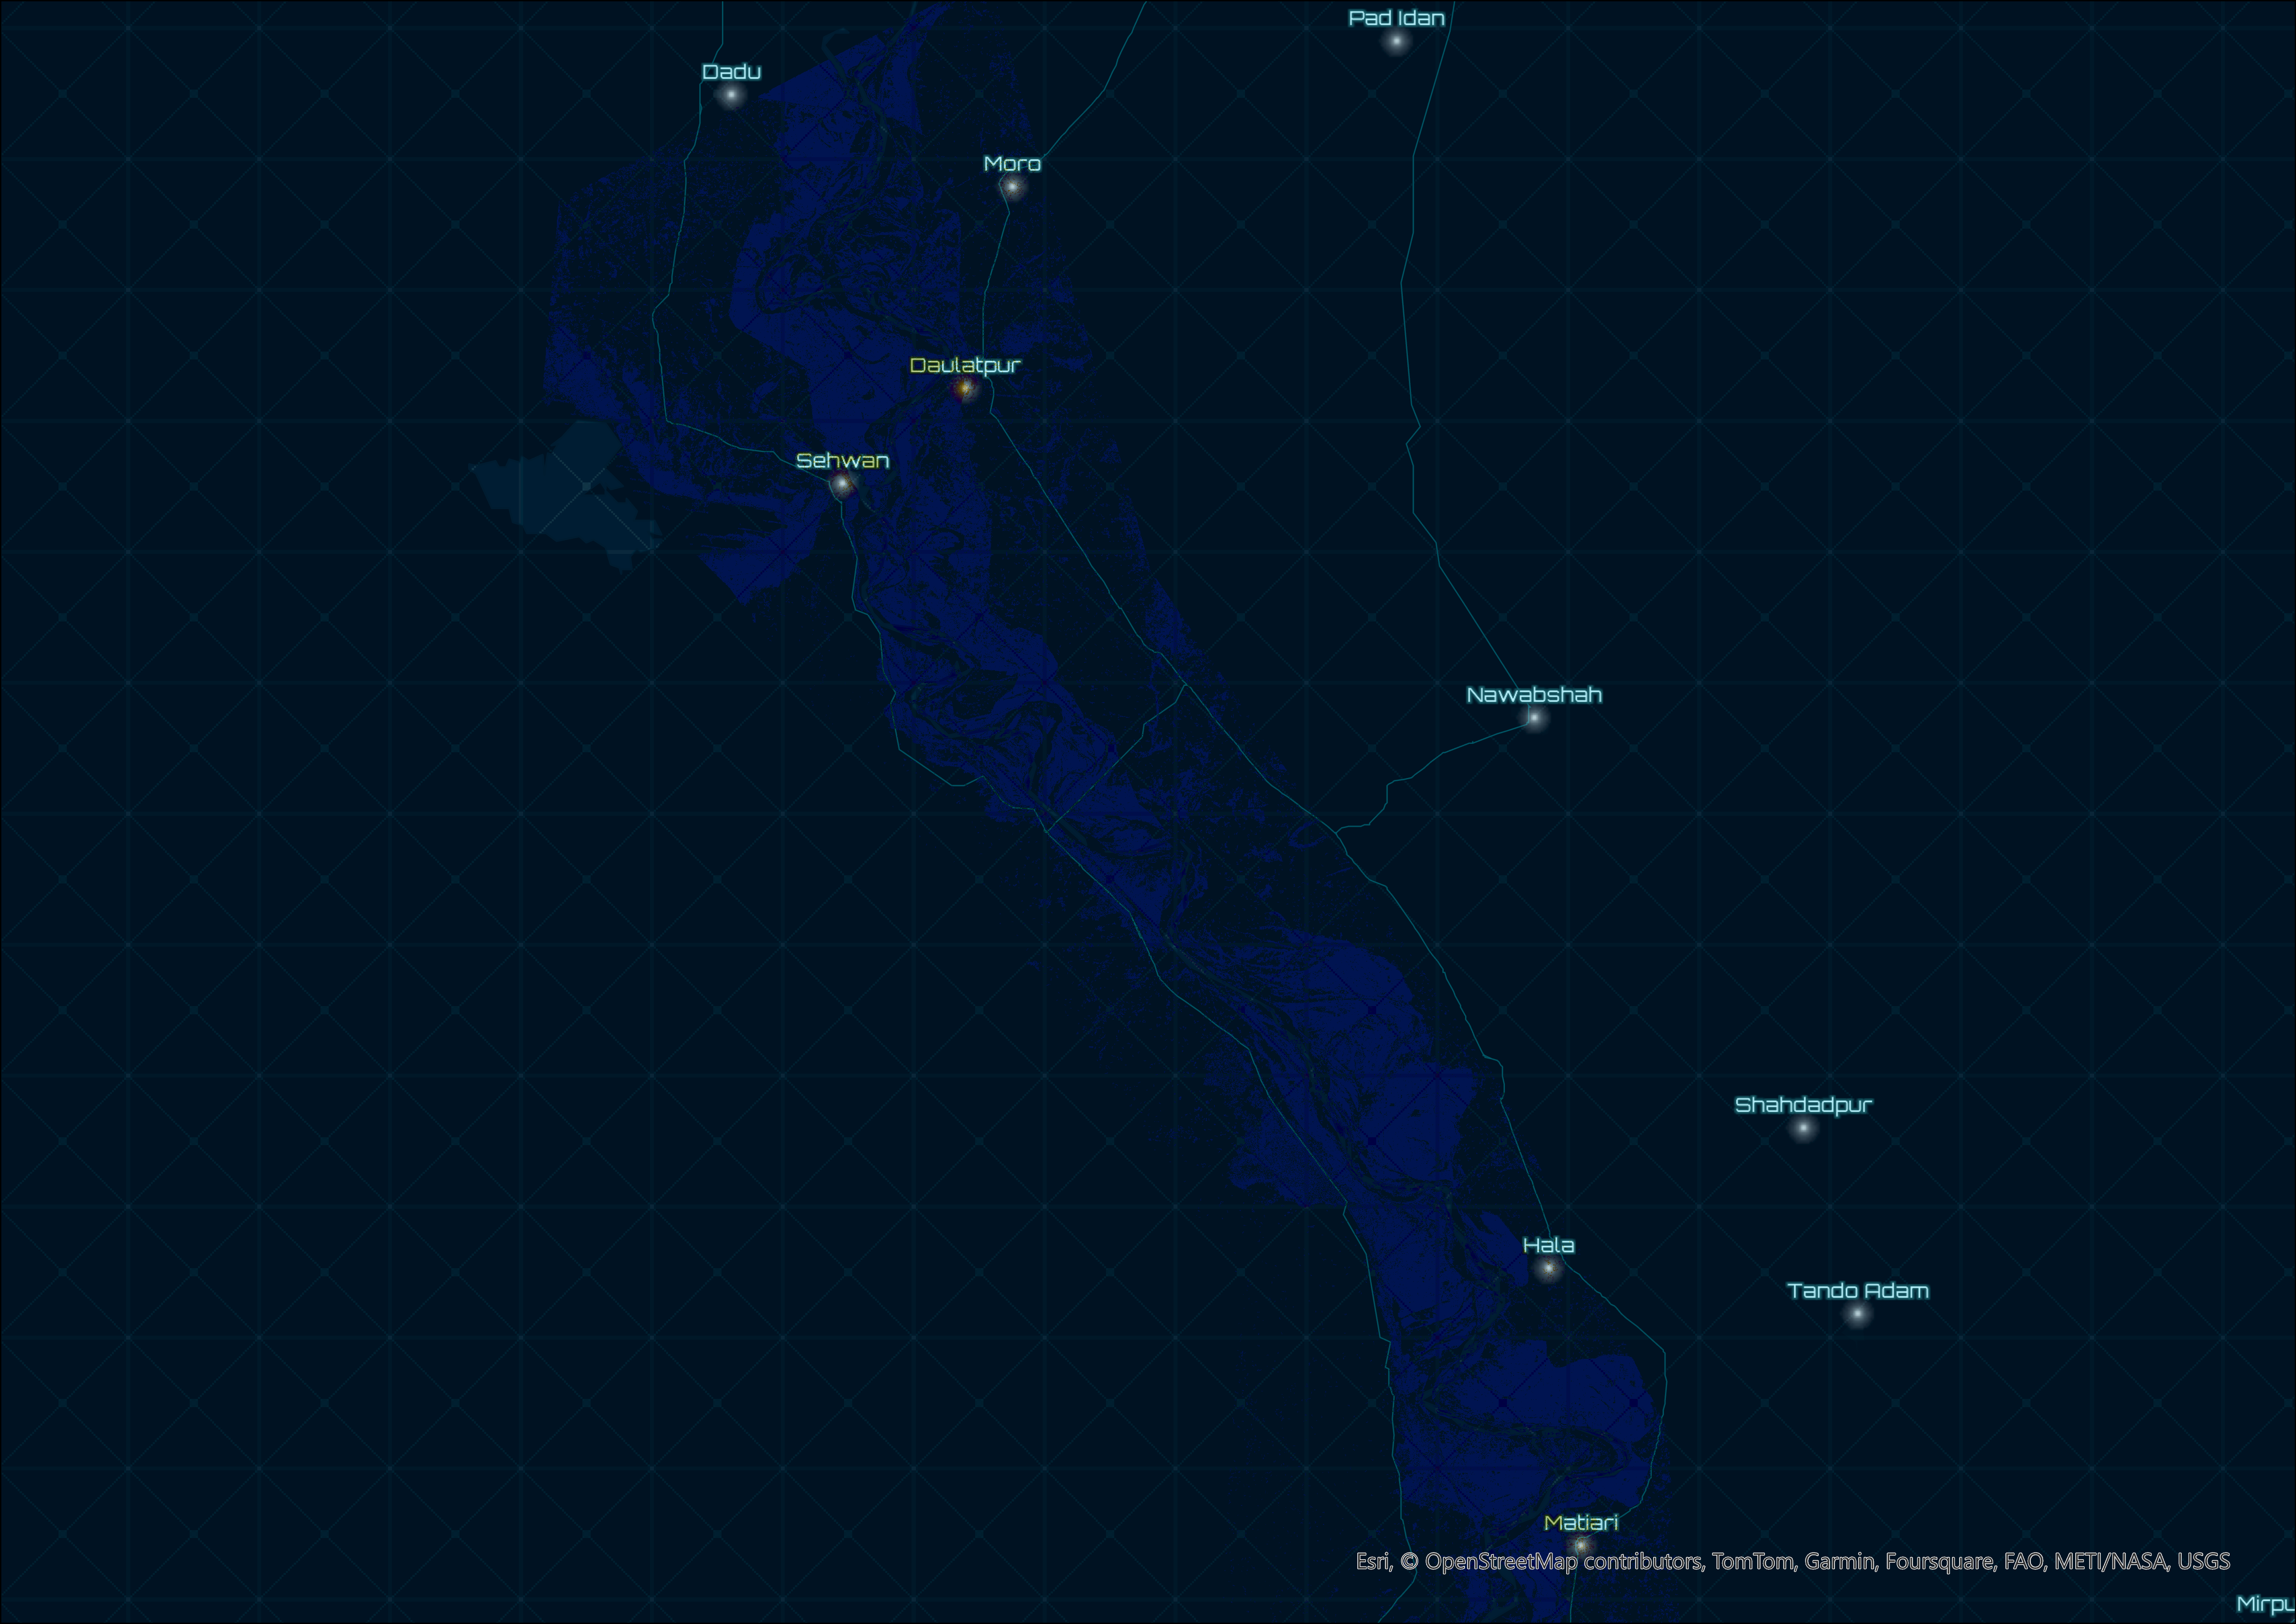 Pad Idan
Dadu
Moro
Daulatpur
Sehwan
Nawabshah
Shahdadpur
Hala
Tando Adam
Matiari
Esri, © OpenStreetMap contributors, TomTom, Garmin, Foursquare, FAO, METI/NASA, USGS
Mirpu